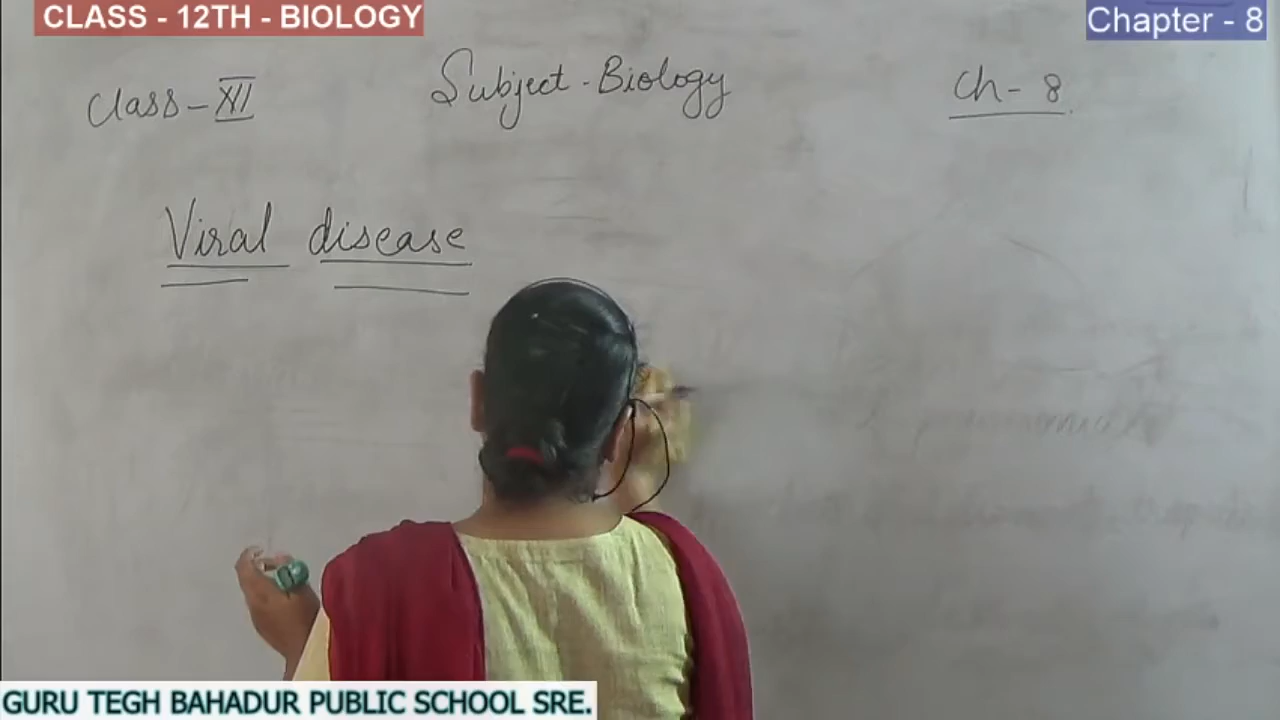 CLASS - 12TH - BIOLOGY
Chapter - 8
Class - XII Subject - Biology Ch - 8
Viral disease
GURU TEGH BAHADUR PUBLIC SCHOOL SRE.